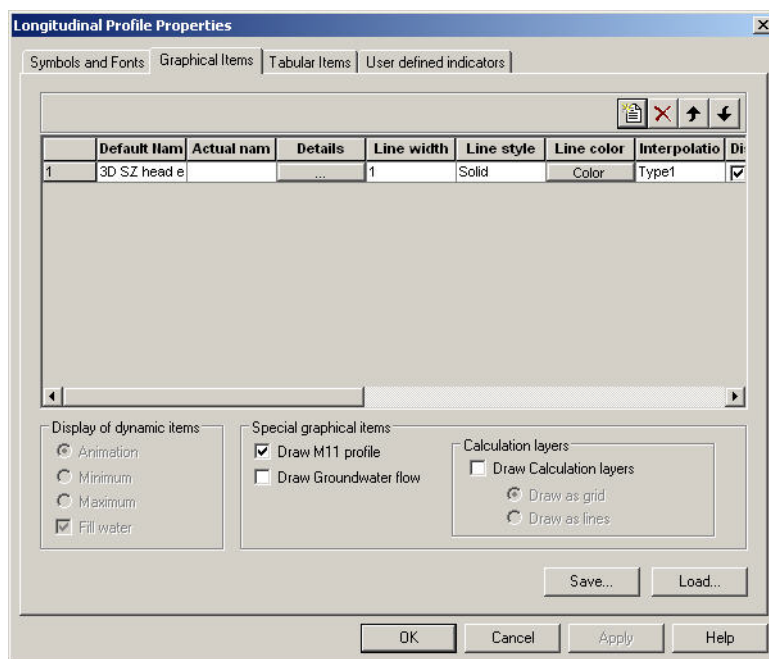 Longitudinal Profile Properties
Symbols and Fonts Graphical Items Tabular Items User defined indicators
Default Nam Actual nam Details Line width Line style Line color Interpolatio Di
1 3D SZ head e ... 1 Solid Color Type1
Display of dynamic items
Animation
Minimum
Maximum
Fill water
Special graphical items
Draw M11 profile
Draw Groundwater flow
Calculation layers
Draw Calculation layers
Draw as grid
Draw as lines
Save... Load...
OK Cancel Apply Help